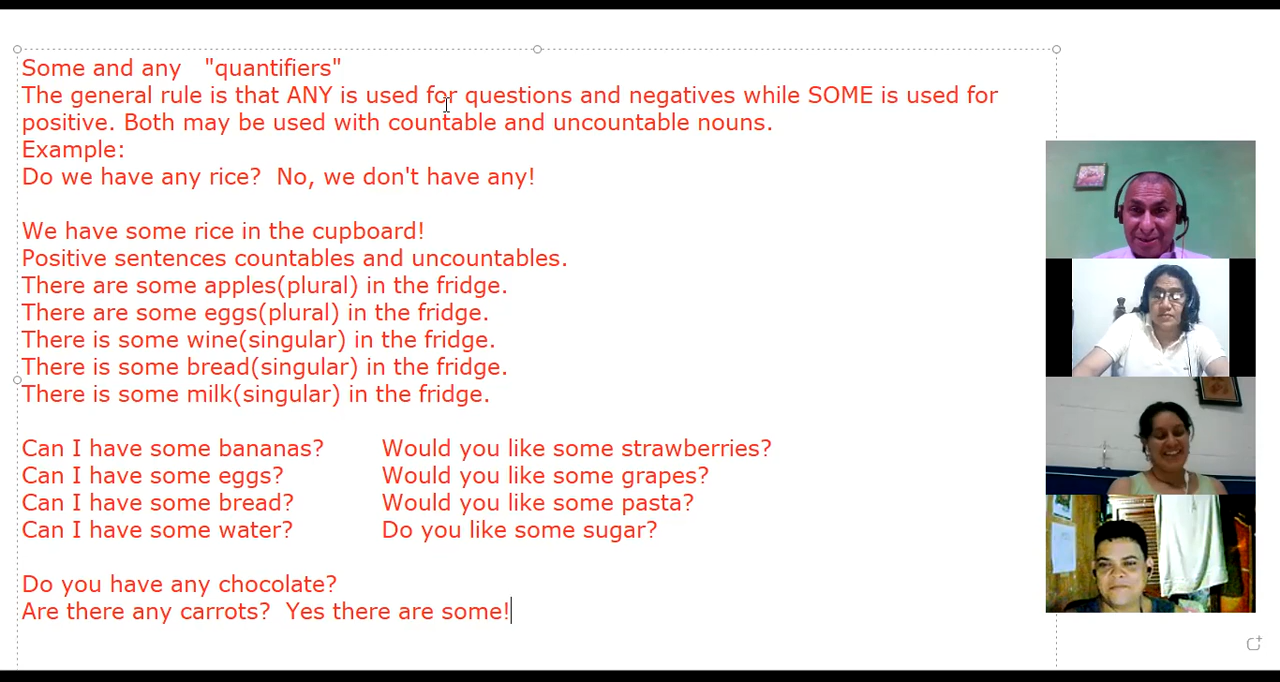 Some and any "quantifiers"
The general rule is that ANY is used for questions and negatives while SOME is used for
positive. Both may be used with countable and uncountable nouns.
Example:
Do we have any rice? No, we don't have any!
We have some rice in the cupboard!
Positive sentences countables and uncountables.
There are some apples(plural) in the fridge.
There are some eggs(plural) in the fridge.
There is some wine(singular) in the fridge.
There is some bread(singular) in the fridge.
There is some milk(singular) in the fridge.
Can I have some bananas? Would you like some strawberries?
Can I have some eggs? Would you like some grapes?
Can I have some bread? Would you like some pasta?
Can I have some water? Do you like some sugar?
Do you have any chocolate?
Are there any carrots? Yes there are some!